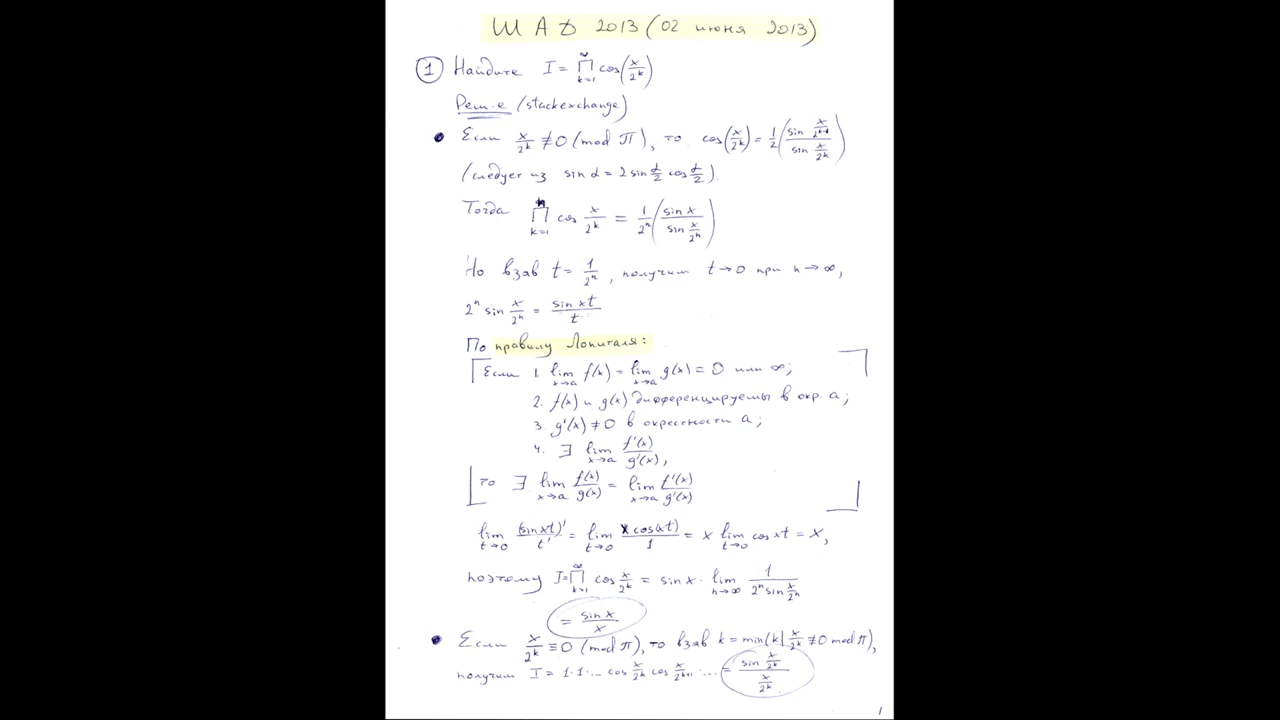 ШАД 2013 (02 июня 2013)
① Найдите I = ∏_{k=1}^{∞} cos(x/2^k)
Реш-е (stackexchange)
• Если x/2^k ≢ 0 (mod π), то cos(x/2^k) = 1/2 (sin x/2^{k-1} / sin x/2^k)
(следует из sin α = 2 sin α/2 cos α/2).
Тогда ∏_{k=1}^{n} cos x/2^k = 1/2^n (sin x / sin x/2^n)
Но взяв t = 1/2^n, получим t→0 при n→∞,
2^n sin x/2^n = sin xt / t
По правилу Лопиталя:
Если 1. lim_{x→a} f(x) = lim_{x→a} g(x) = 0 или ∞;
2. f(x) и g(x) дифференцируемы в окр. a;
3. g'(x) ≠ 0 в окрестности a;
4. ∃ lim_{x→a} f'(x)/g'(x),
то ∃ lim_{x→a} f(x)/g(x) = lim_{x→a} f'(x)/g'(x)
lim_{t→0} (sin xt)'/t' = lim_{t→0} x cos(xt)/1 = x lim_{t→0} cos xt = x,
поэтому I = ∏_{k=1}^{∞} cos x/2^k = sin x · lim_{n→∞} 1/(2^n sin x/2^n)
= sin x / x
• Если x/2^k ≡ 0 (mod π), то взяв k = min(k | x/2^k ≢ 0 mod π),
получим I = 1·1·... cos x/2^k cos x/2^{k+1} ... = (sin x/2^k)/(x/2^k)
1